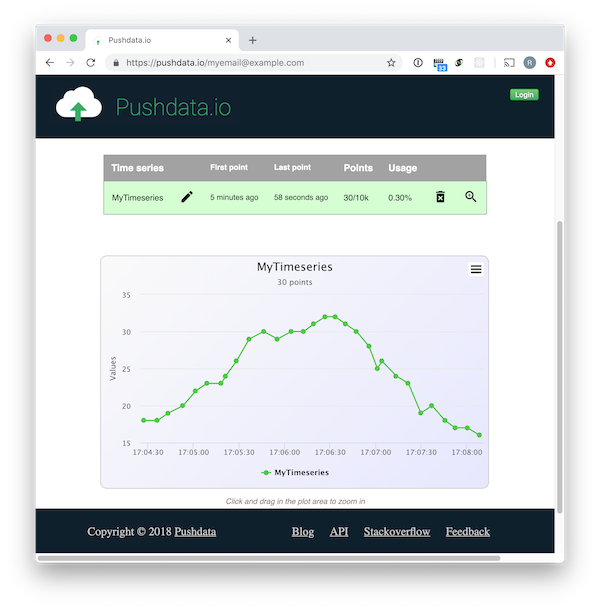 Pushdata.io
https://pushdata.io/myemail@example.com
23
R
Pushdata.io
Login
Time series First point Last point Points Usage
MyTimeseries 5 minutes ago 58 seconds ago 30/10k 0.30%
MyTimeseries
30 points
Values
35
30
25
20
15
17:04:30 17:05:00 17:05:30 17:06:00 17:06:30 17:07:00 17:07:30 17:08:00
MyTimeseries
Click and drag in the plot area to zoom in
Copyright © 2018 Pushdata Blog API Stackoverflow Feedback